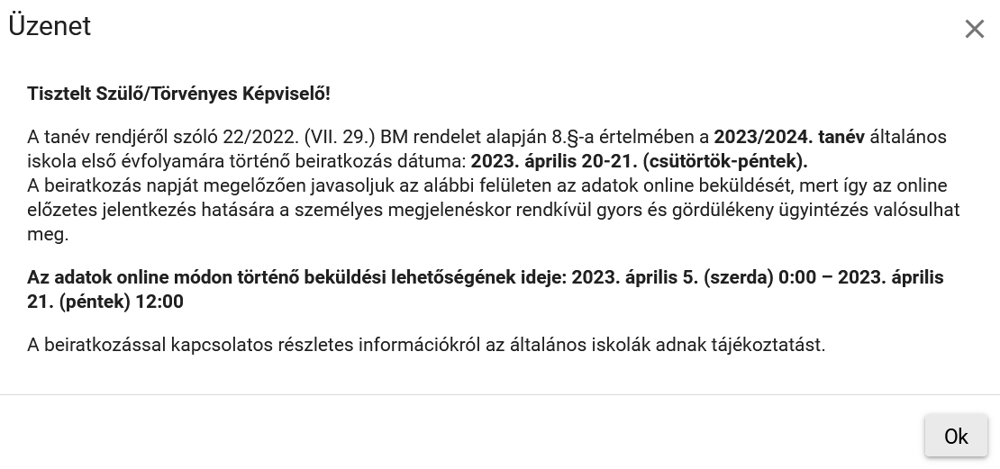 Üzenet
Tisztelt Szülő/Törvényes Képviselő!
A tanév rendjéről szóló 22/2022. (VII. 29.) BM rendelet alapján 8.§-a értelmében a 2023/2024. tanév általános
iskola első évfolyamára történő beiratkozás dátuma: 2023. április 20-21. (csütörtök-péntek).
A beiratkozás napját megelőzően javasoljuk az alábbi felületen az adatok online beküldését, mert így az online
előzetes jelentkezés hatására a személyes megjelenéskor rendkívül gyors és gördülékeny ügyintézés valósulhat
meg.
Az adatok online módon történő beküldési lehetőségének ideje: 2023. április 5. (szerda) 0:00 – 2023. április
21. (péntek) 12:00
A beiratkozással kapcsolatos részletes információkról az általános iskolák adnak tájékoztatást.
Ok